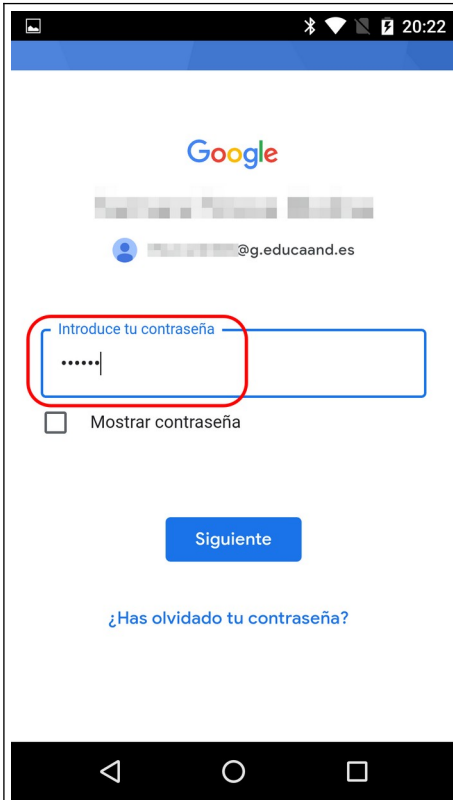 20:22
Google
@g.educaand.es
Introduce tu contraseña
••••••
Mostrar contraseña
Siguiente
¿Has olvidado tu contraseña?